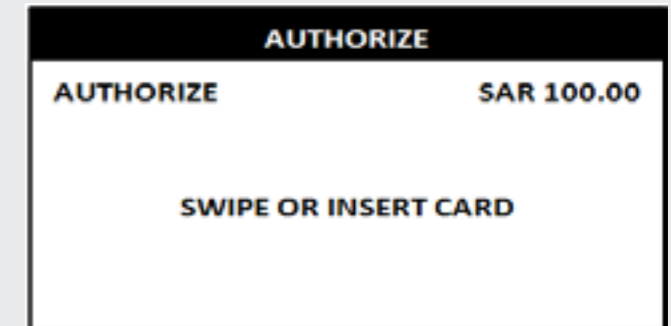 AUTHORIZE
AUTHORIZE SAR 100.00
SWIPE OR INSERT CARD